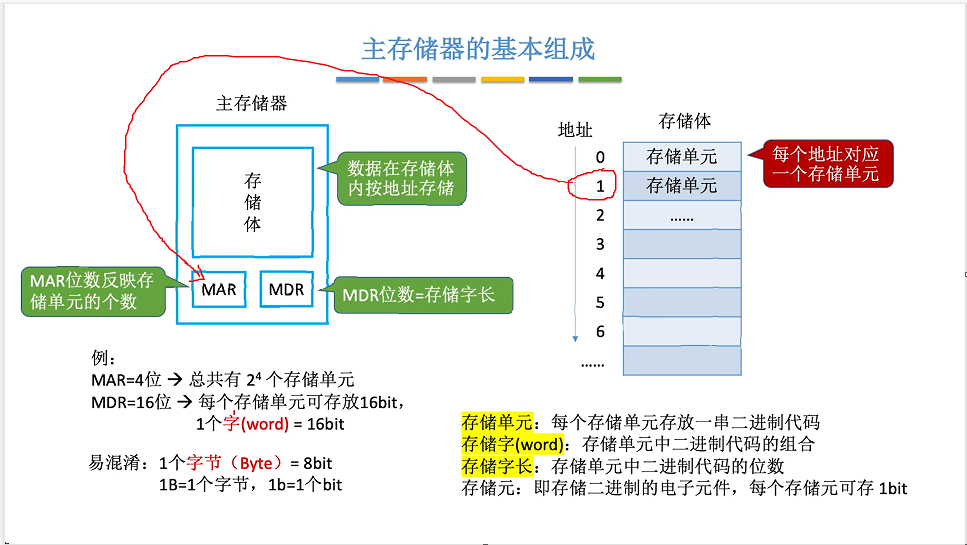 主存储器的基本组成
主存储器
存
储
体
MAR
MDR
数据在存储体
内按地址存储
MAR位数反映存
储单元的个数
MDR位数=存储字长
地址
存储体
0
存储单元
1
存储单元
2
......
3
4
5
6
......
每个地址对应
一个存储单元
例：
MAR=4位 → 总共有 2⁴ 个存储单元
MDR=16位 → 每个存储单元可存放16bit，
1个字(word) = 16bit
易混淆：1个字节（Byte）= 8bit
1B=1个字节，1b=1个bit
存储单元：每个存储单元存放一串二进制代码
存储字(word)：存储单元中二进制代码的组合
存储字长：存储单元中二进制代码的位数
存储元：即存储二进制的电子元件，每个存储元可存 1bit